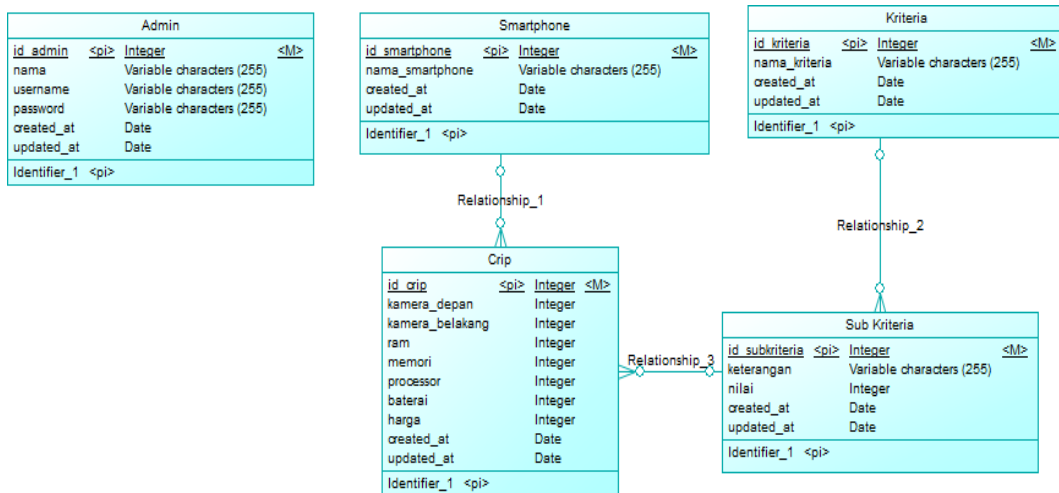 Admin
id_admin <pi> Integer <M>
nama Variable characters (255)
username Variable characters (255)
password Variable characters (255)
created_at Date
updated_at Date
Identifier_1 <pi>
Smartphone
id_smartphone <pi> Integer <M>
nama_smartphone Variable characters (255)
created_at Date
updated_at Date
Identifier_1 <pi>
Kriteria
id_kriteria <pi> Integer <M>
nama_kriteria Variable characters (255)
created_at Date
updated_at Date
Identifier_1 <pi>
Relationship_1
Relationship_2
Crip
id_crip <pi> Integer <M>
kamera_depan Integer
kamera_belakang Integer
ram Integer
memori Integer
processor Integer
baterai Integer
harga Integer
created_at Date
updated_at Date
Identifier_1 <pi>
Relationship_3
Sub Kriteria
id_subkriteria <pi> Integer <M>
keterangan Variable characters (255)
nilai Integer
created_at Date
updated_at Date
Identifier_1 <pi>